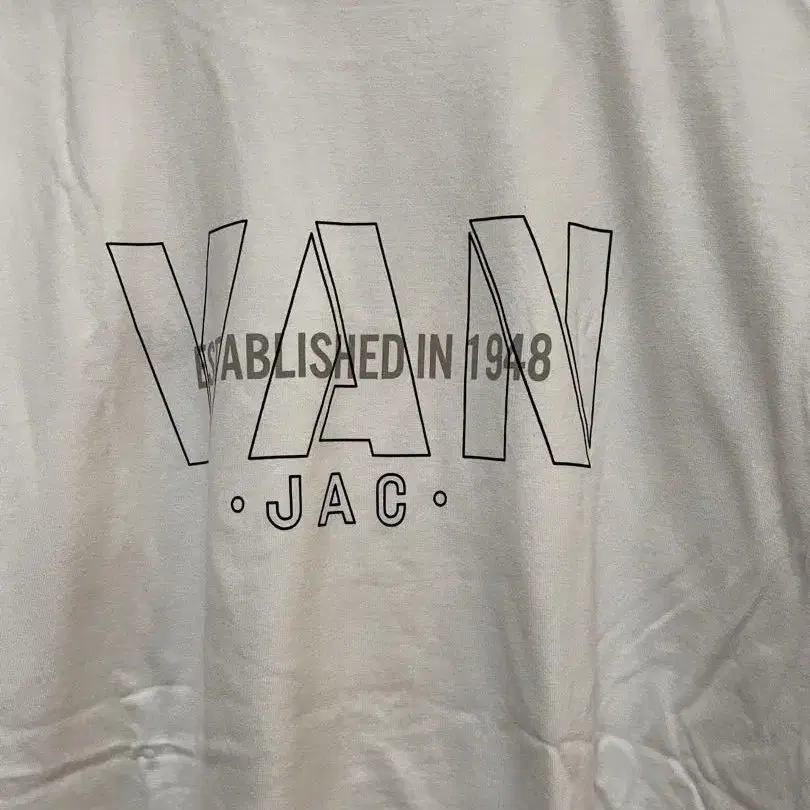 VAN
ESTABLISHED IN 1948
• JAC •